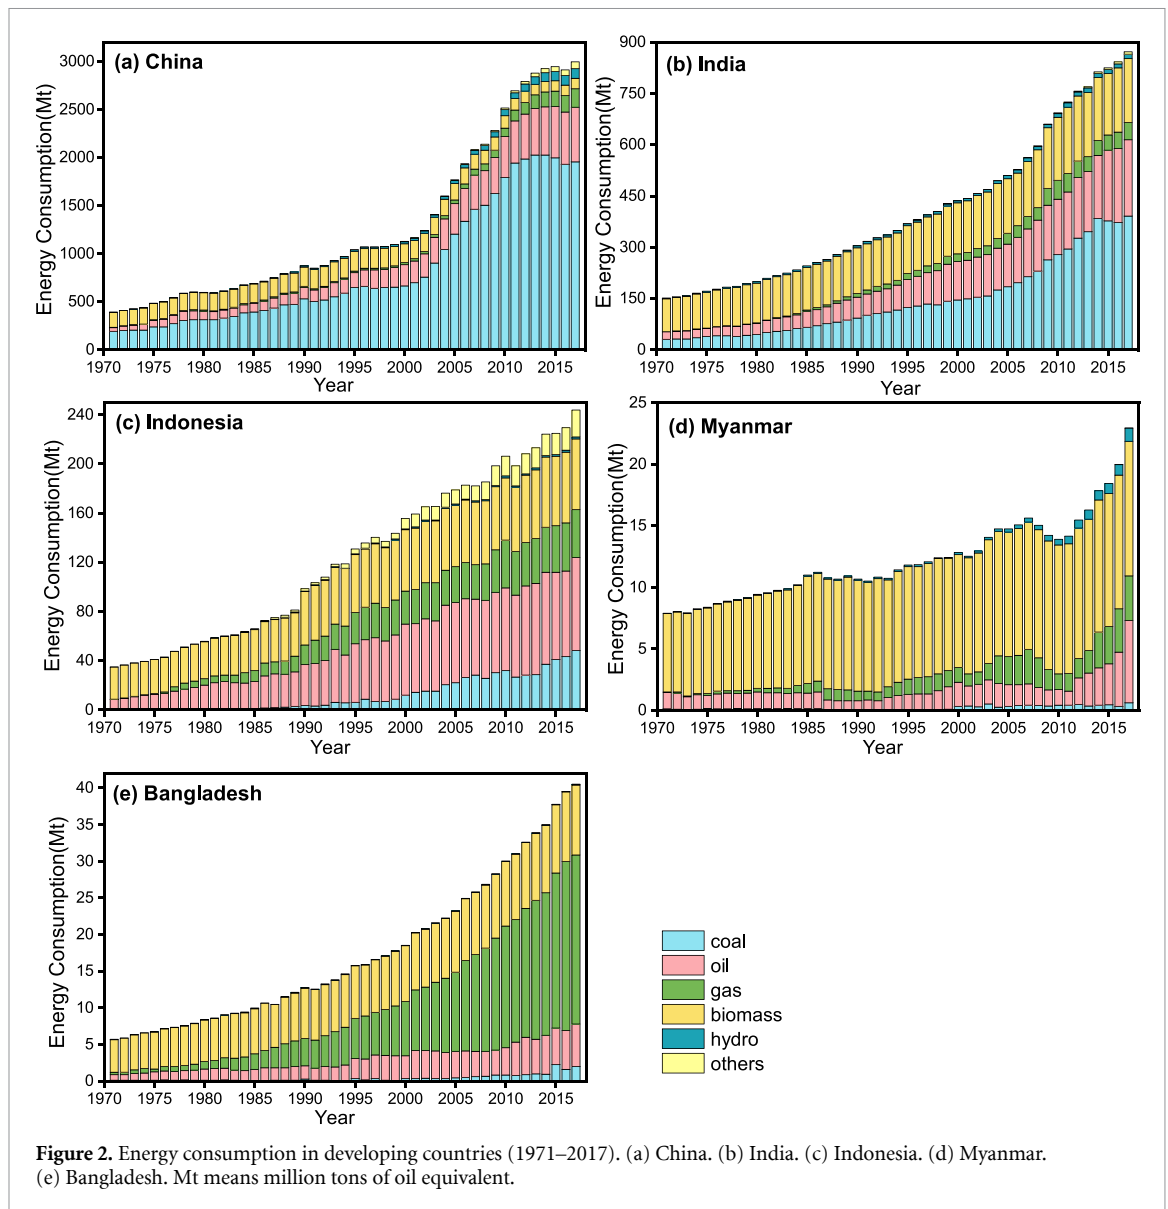 (a) China
Energy Consumption(Mt)
3000
2500
2000
1500
1000
500
0
1970 1975 1980 1985 1990 1995 2000 2005 2010 2015
Year
(b) India
Energy Consumption(Mt)
900
750
600
450
300
150
0
1970 1975 1980 1985 1990 1995 2000 2005 2010 2015
Year
(c) Indonesia
Energy Consumption(Mt)
240
200
160
120
80
40
0
1970 1975 1980 1985 1990 1995 2000 2005 2010 2015
Year
(d) Myanmar
Energy Consumption(Mt)
25
20
15
10
5
0
1970 1975 1980 1985 1990 1995 2000 2005 2010 2015
Year
(e) Bangladesh
Energy Consumption(Mt)
40
35
30
25
20
15
10
5
0
1970 1975 1980 1985 1990 1995 2000 2005 2010 2015
Year
coal
oil
gas
biomass
hydro
others
Figure 2. Energy consumption in developing countries (1971–2017). (a) China. (b) India. (c) Indonesia. (d) Myanmar.
(e) Bangladesh. Mt means million tons of oil equivalent.